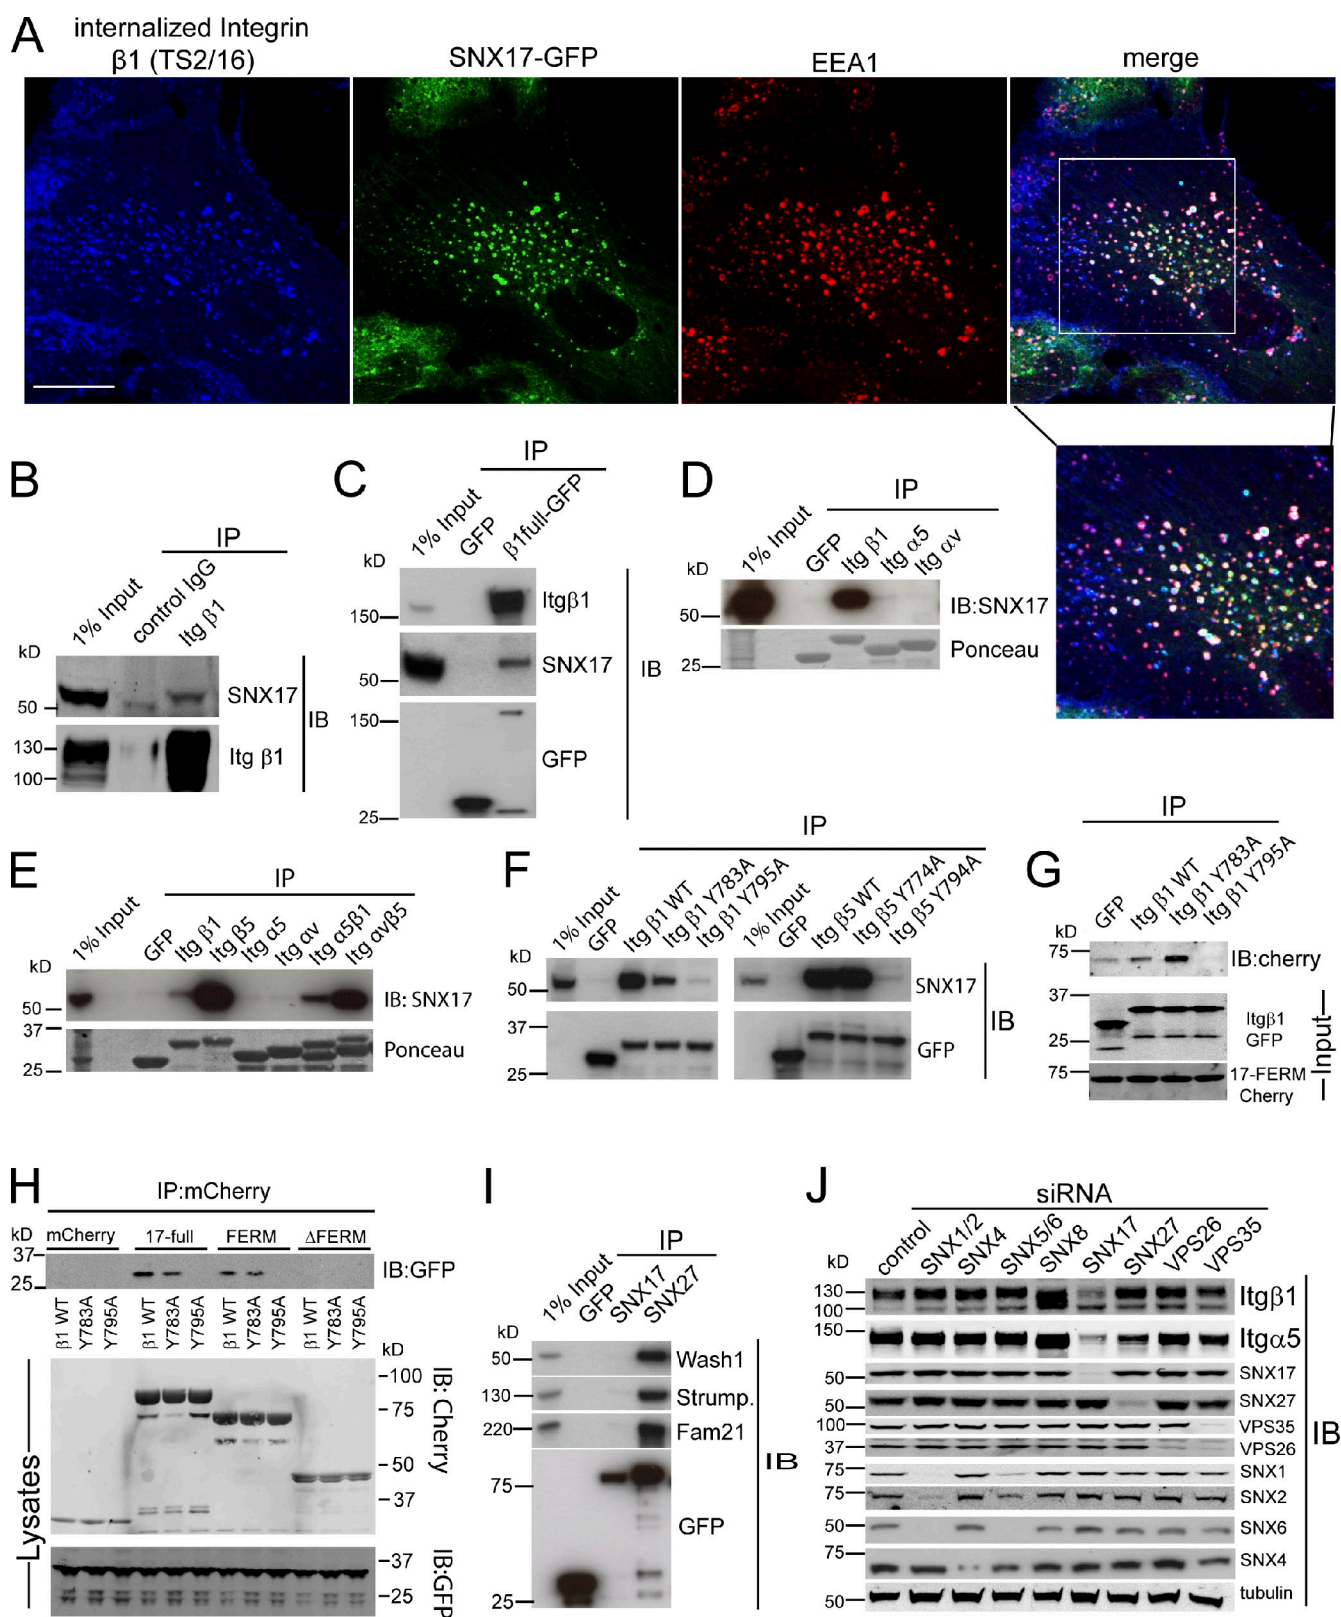 A
internalized Integrin
β1 (TS2/16)
SNX17-GFP
EEA1
merge
B
IP
1% Input
control IgG
Itg β1
kD
50
SNX17
130
100
Itg β1
IB
C
IP
1% Input
GFP
β1full-GFP
kD
150
Itgβ1
50
SNX17
150
GFP
25
IB
D
IP
1% Input
GFP
Itg β1
Itg α5
Itg αv
kD
50
IB:SNX17
25
Ponceau
E
IP
1% Input
GFP
Itg β1
Itg β5
Itg α5
Itg αv
Itg α5β1
Itg αvβ5
kD
50
IB: SNX17
37
Ponceau
25
F
IP
1% Input
GFP
Itg β1 WT
Itg β1 Y783A
Itg β1 Y795A
1% Input
GFP
Itg β5 WT
Itg β5 Y774A
Itg β5 Y794A
kD
50
SNX17
37
GFP
25
IB
G
IP
GFP
Itg β1 WT
Itg β1 Y783A
Itg β1 Y795A
kD
75
IB:cherry
37
Itgβ1
GFP
25
75
17-FERM
Cherry
Input
H
IP:mCherry
kD
mCherry
17-full
FERM
ΔFERM
37
25
IB:GFP
β1 WT
Y783A
Y795A
β1 WT
Y783A
Y795A
β1 WT
Y783A
Y795A
β1 WT
Y783A
Y795A
kD
100
75
50
37
IB: Cherry
37
25
IB:GFP
Lysates
I
IP
1% Input
GFP
SNX17
SNX27
kD
50
Wash1
130
Strump.
220
Fam21
75
GFP
25
IB
J
siRNA
control
SNX1/2
SNX4
SNX5/6
SNX8
SNX17
SNX27
VPS26
VPS35
kD
130
100
Itgβ1
150
Itgα5
50
SNX17
50
SNX27
100
VPS35
37
VPS26
75
SNX1
75
SNX2
50
SNX6
75
SNX4
50
tubulin
IB